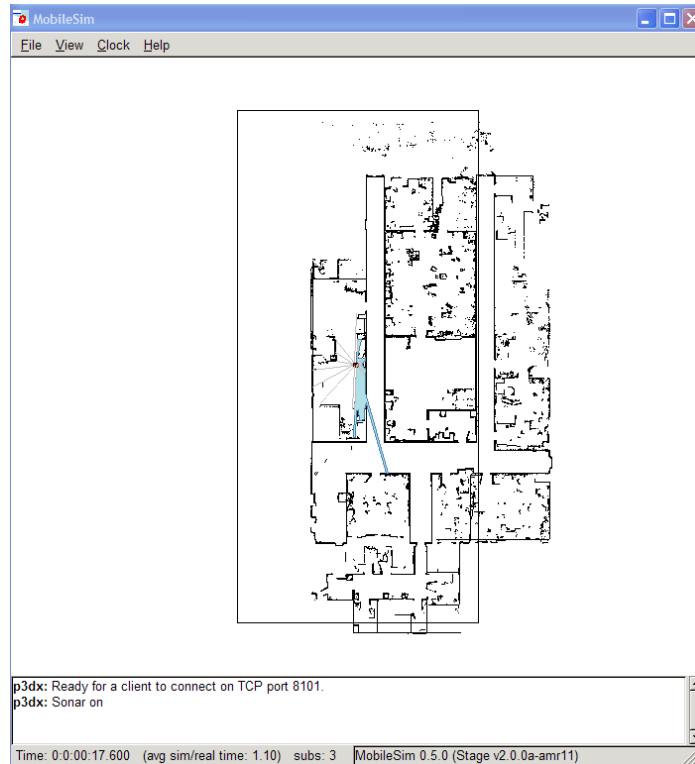 MobileSim
File View Clock Help
p3dx: Ready for a client to connect on TCP port 8101.
p3dx: Sonar on
Time: 0:0:00:17.600 (avg sim/real time: 1.10) subs: 3 MobileSim 0.5.0 (Stage v2.0.0a-amr11)